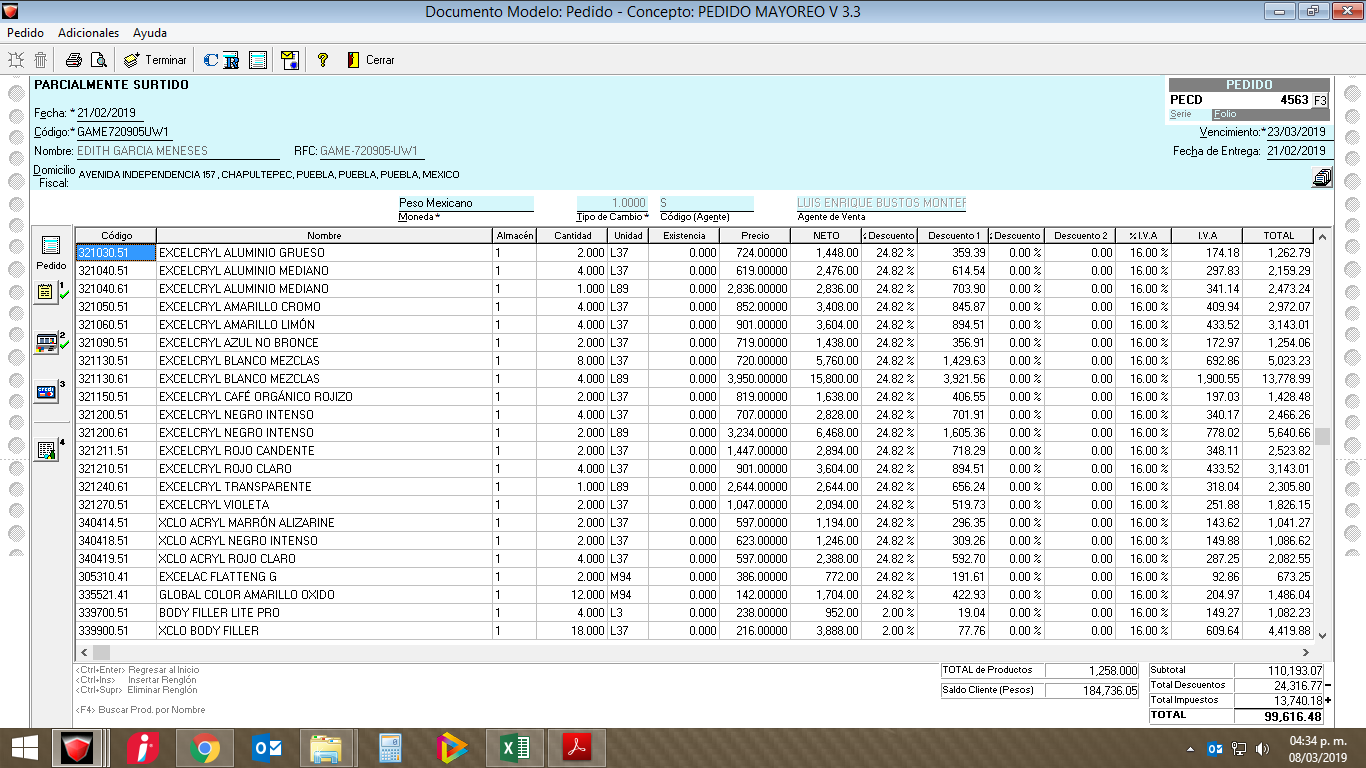 Documento Modelo: Pedido - Concepto: PEDIDO MAYOREO V 3.3
Pedido Adicionales Ayuda
Terminar Cerrar
PARCIALMENTE SURTIDO
PEDIDO
PECD 4563 F3
Serie Folio
Fecha: * 21/02/2019
Código:* GAME720905UW1
Vencimiento:* 23/03/2019
Nombre: EDITH GARCIA MENESES RFC: GAME-720905-UW1
Fecha de Entrega: 21/02/2019
Domicilio Fiscal: AVENIDA INDEPENDENCIA 157 , CHAPULTEPEC, PUEBLA, PUEBLA, PUEBLA, MEXICO
Peso Mexicano 1.0000 S LUIS ENRIQUE BUSTOS MONTER
Moneda * Tipo de Cambio * Código (Agente) Agente de Venta
Pedido
1
2
3
4
Código Nombre Almacén Cantidad Unidad Existencia Precio NETO % Descuento Descuento 1 % Descuento Descuento 2 % I.V.A I.V.A TOTAL
321030.51 EXCELCRYL ALUMINIO GRUESO 1 2.000 L37 0.000 724.00000 1,448.00 24.82 % 359.39 0.00 % 0.00 16.00 % 174.18 1,262.79
321040.51 EXCELCRYL ALUMINIO MEDIANO 1 4.000 L37 0.000 619.00000 2,476.00 24.82 % 614.54 0.00 % 0.00 16.00 % 297.83 2,159.29
321040.61 EXCELCRYL ALUMINIO MEDIANO 1 1.000 L89 0.000 2,836.00000 2,836.00 24.82 % 703.90 0.00 % 0.00 16.00 % 341.14 2,473.24
321050.51 EXCELCRYL AMARILLO CROMO 1 4.000 L37 0.000 852.00000 3,408.00 24.82 % 845.87 0.00 % 0.00 16.00 % 409.94 2,972.07
321060.51 EXCELCRYL AMARILLO LIMÓN 1 4.000 L37 0.000 901.00000 3,604.00 24.82 % 894.51 0.00 % 0.00 16.00 % 433.52 3,143.01
321090.51 EXCELCRYL AZUL NO BRONCE 1 2.000 L37 0.000 719.00000 1,438.00 24.82 % 356.91 0.00 % 0.00 16.00 % 172.97 1,254.06
321130.51 EXCELCRYL BLANCO MEZCLAS 1 8.000 L37 0.000 720.00000 5,760.00 24.82 % 1,429.63 0.00 % 0.00 16.00 % 692.86 5,023.23
321130.61 EXCELCRYL BLANCO MEZCLAS 1 4.000 L89 0.000 3,950.00000 15,800.00 24.82 % 3,921.56 0.00 % 0.00 16.00 % 1,900.55 13,778.99
321150.51 EXCELCRYL CAFÉ ORGÁNICO ROJIZO 1 2.000 L37 0.000 819.00000 1,638.00 24.82 % 406.55 0.00 % 0.00 16.00 % 197.03 1,428.48
321200.51 EXCELCRYL NEGRO INTENSO 1 4.000 L37 0.000 707.00000 2,828.00 24.82 % 701.91 0.00 % 0.00 16.00 % 340.17 2,466.26
321200.61 EXCELCRYL NEGRO INTENSO 1 2.000 L89 0.000 3,234.00000 6,468.00 24.82 % 1,605.36 0.00 % 0.00 16.00 % 778.02 5,640.66
321211.51 EXCELCRYL ROJO CANDENTE 1 2.000 L37 0.000 1,447.00000 2,894.00 24.82 % 718.29 0.00 % 0.00 16.00 % 348.11 2,523.82
321210.51 EXCELCRYL ROJO CLARO 1 4.000 L37 0.000 901.00000 3,604.00 24.82 % 894.51 0.00 % 0.00 16.00 % 433.52 3,143.01
321240.61 EXCELCRYL TRANSPARENTE 1 1.000 L89 0.000 2,644.00000 2,644.00 24.82 % 656.24 0.00 % 0.00 16.00 % 318.04 2,305.80
321270.51 EXCELCRYL VIOLETA 1 2.000 L37 0.000 1,047.00000 2,094.00 24.82 % 519.73 0.00 % 0.00 16.00 % 251.88 1,826.15
340414.51 XCLO ACRYL MARRÓN ALIZARINE 1 2.000 L37 0.000 597.00000 1,194.00 24.82 % 296.35 0.00 % 0.00 16.00 % 143.62 1,041.27
340418.51 XCLO ACRYL NEGRO INTENSO 1 2.000 L37 0.000 623.00000 1,246.00 24.82 % 309.26 0.00 % 0.00 16.00 % 149.88 1,086.62
340419.51 XCLO ACRYL ROJO CLARO 1 4.000 L37 0.000 597.00000 2,388.00 24.82 % 592.70 0.00 % 0.00 16.00 % 287.25 2,082.55
305310.41 EXCELAC FLATTENG G 1 2.000 M94 0.000 386.00000 772.00 24.82 % 191.61 0.00 % 0.00 16.00 % 92.86 673.25
335521.41 GLOBAL COLOR AMARILLO OXIDO 1 12.000 M94 0.000 142.00000 1,704.00 24.82 % 422.93 0.00 % 0.00 16.00 % 204.97 1,486.04
339700.51 BODY FILLER LITE PRO 1 4.000 L3 0.000 238.00000 952.00 2.00 % 19.04 0.00 % 0.00 16.00 % 149.27 1,082.23
339900.51 XCLO BODY FILLER 1 18.000 L37 0.000 216.00000 3,888.00 2.00 % 77.76 0.00 % 0.00 16.00 % 609.64 4,419.88
<Ctrl+Enter> Regresar al Inicio
<Ctrl+Ins> Insertar Renglón
<Ctrl+Supr> Eliminar Renglón
<F4> Buscar Prod. por Nombre
TOTAL de Productos 1,258.000
Saldo Cliente (Pesos) 184,736.05
Subtotal 110,193.07
Total Descuentos 24,316.77 -
Total Impuestos 13,740.18 +
TOTAL 99,616.48
04:34 p. m.
08/03/2019